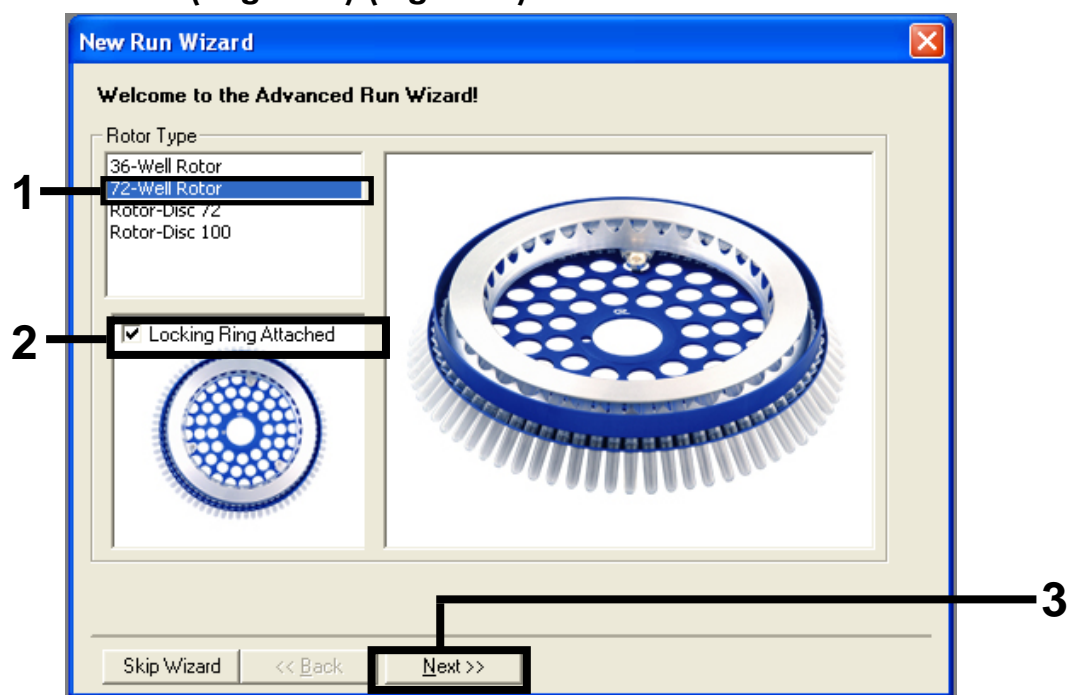 New Run Wizard
Welcome to the Advanced Run Wizard!
Rotor Type
36-Well Rotor
1
72-Well Rotor
Rotor-Disc 72
Rotor-Disc 100
2
Locking Ring Attached
3
Skip Wizard
<< Back
Next >>